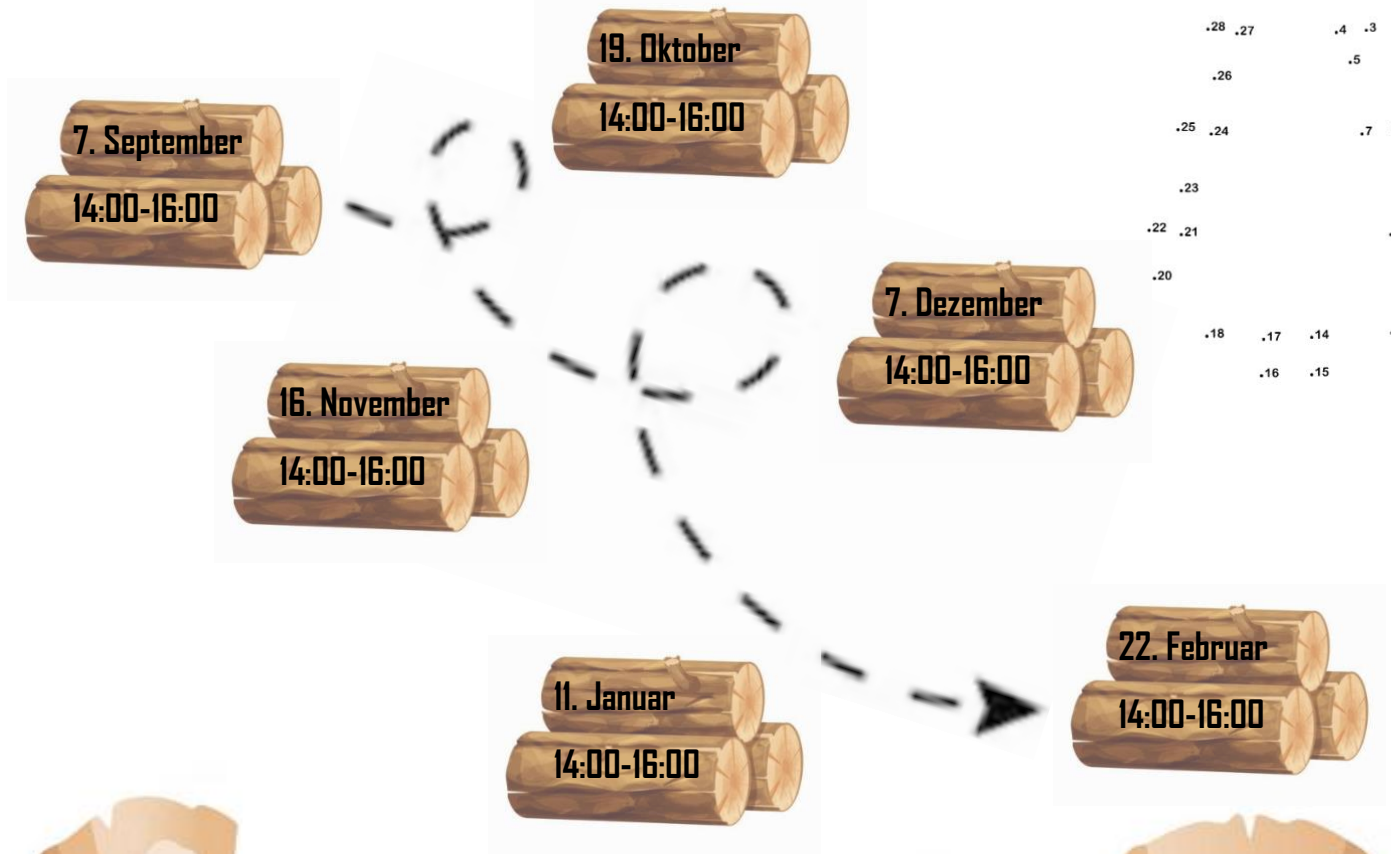 7. September
14:00-16:00
19. Oktober
14:00-16:00
16. November
14:00-16:00
7. Dezember
14:00-16:00
11. Januar
14:00-16:00
22. Februar
14:00-16:00
.28 .27 .4 .3
.5
.26
.25 .24 .7
.23
.22 .21
.20
.18 .17 .14
.16 .15